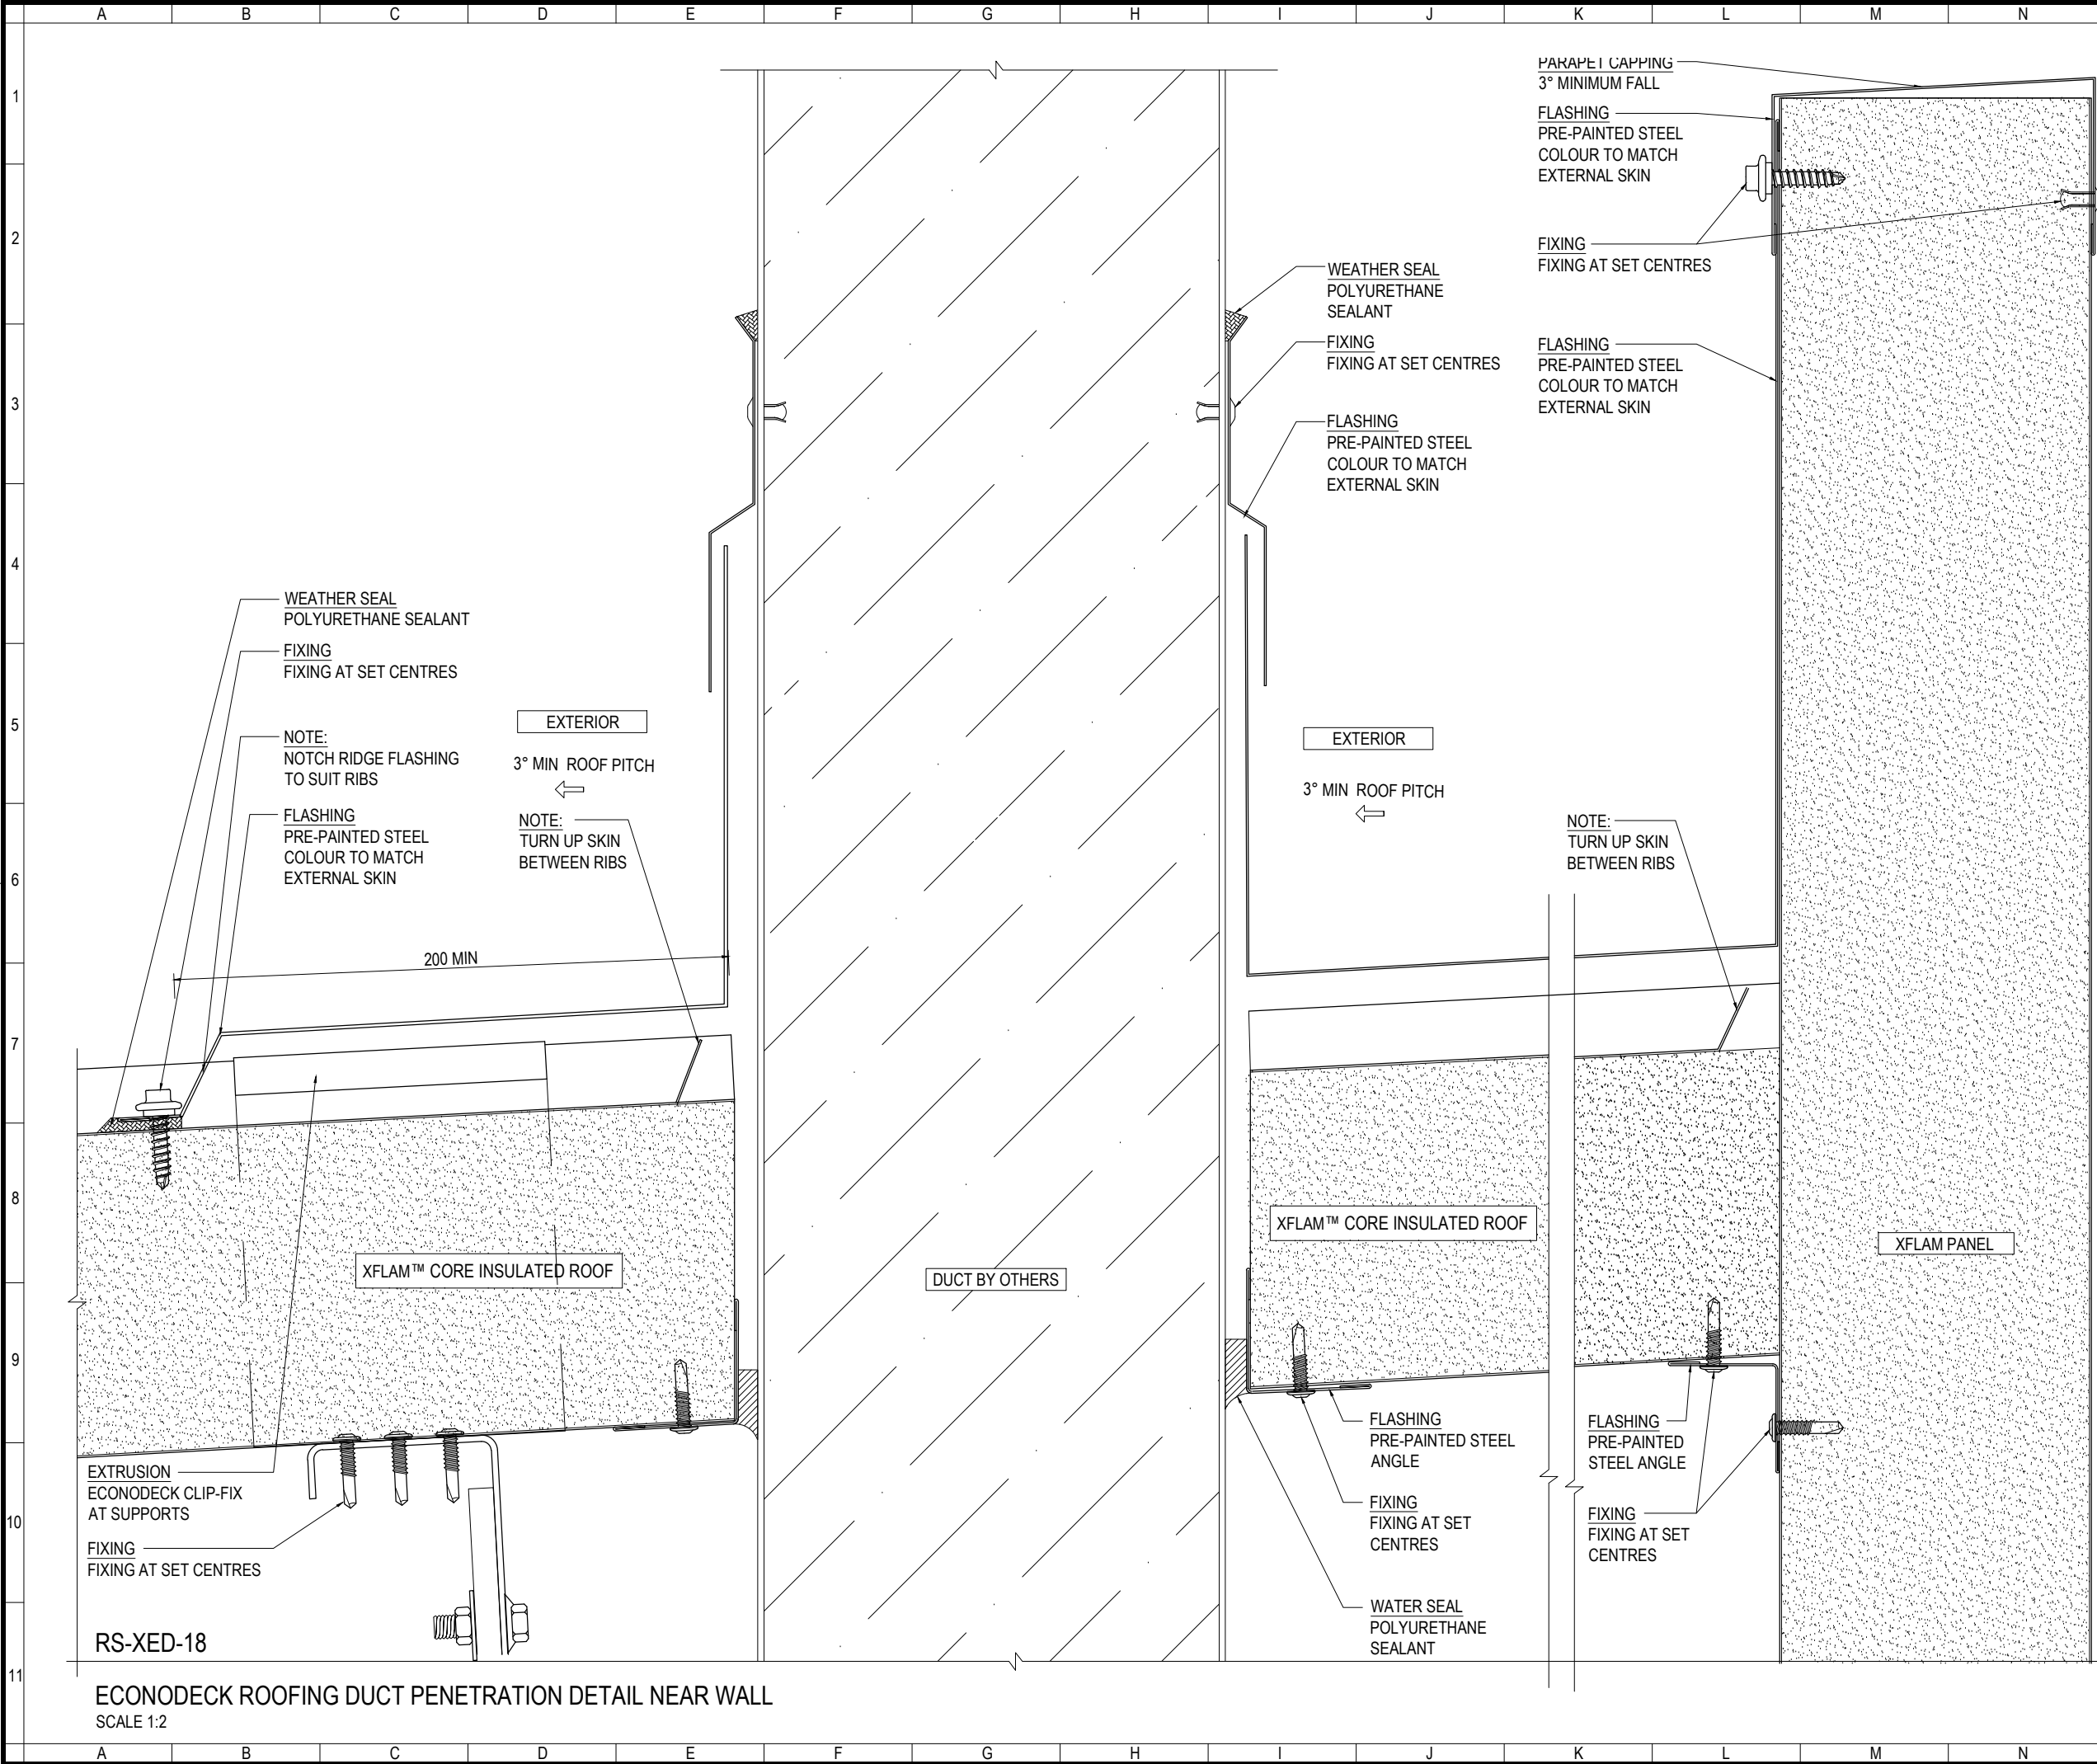 A B C D E F G H I J K L M N
1
2
3
4
5
6
7
8
9
10
11
PARAPET CAPPING
3° MINIMUM FALL
FLASHING
PRE-PAINTED STEEL
COLOUR TO MATCH
EXTERNAL SKIN
FIXING
FIXING AT SET CENTRES
FLASHING
PRE-PAINTED STEEL
COLOUR TO MATCH
EXTERNAL SKIN
WEATHER SEAL
POLYURETHANE
SEALANT
FIXING
FIXING AT SET CENTRES
FLASHING
PRE-PAINTED STEEL
COLOUR TO MATCH
EXTERNAL SKIN
WEATHER SEAL
POLYURETHANE SEALANT
FIXING
FIXING AT SET CENTRES
NOTE:
NOTCH RIDGE FLASHING
TO SUIT RIBS
FLASHING
PRE-PAINTED STEEL
COLOUR TO MATCH
EXTERNAL SKIN
EXTERIOR
3° MIN ROOF PITCH
NOTE:
TURN UP SKIN
BETWEEN RIBS
EXTERIOR
3° MIN ROOF PITCH
NOTE:
TURN UP SKIN
BETWEEN RIBS
200 MIN
XFLAM™ CORE INSULATED ROOF
DUCT BY OTHERS
XFLAM™ CORE INSULATED ROOF
XFLAM PANEL
EXTRUSION
ECONODECK CLIP-FIX
AT SUPPORTS
FIXING
FIXING AT SET CENTRES
FLASHING
PRE-PAINTED STEEL
ANGLE
FIXING
FIXING AT SET
CENTRES
WATER SEAL
POLYURETHANE
SEALANT
FLASHING
PRE-PAINTED
STEEL ANGLE
FIXING
FIXING AT SET
CENTRES
RS-XED-18
ECONODECK ROOFING DUCT PENETRATION DETAIL NEAR WALL
SCALE 1:2
A B C D E F G H I J K L M N